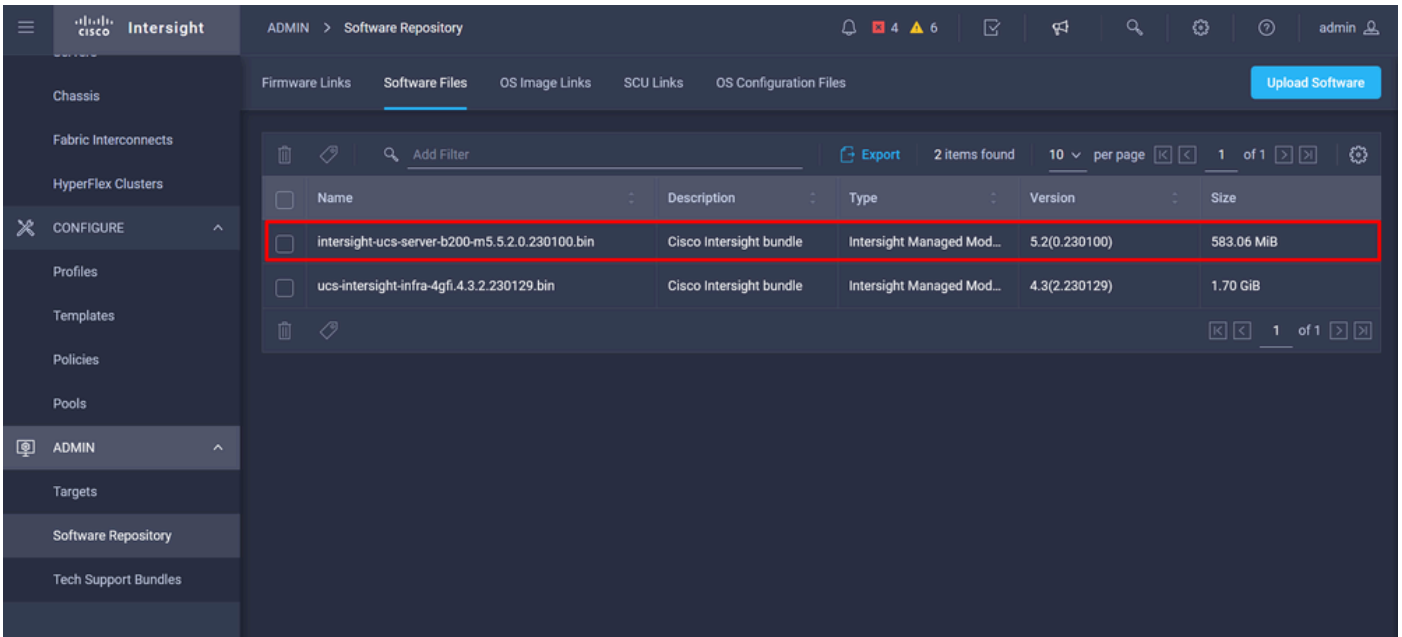 cisco Intersight
ADMIN > Software Repository
4 6
admin
Chassis
Fabric Interconnects
HyperFlex Clusters
CONFIGURE
Profiles
Templates
Policies
Pools
ADMIN
Targets
Software Repository
Tech Support Bundles
Firmware Links Software Files OS Image Links SCU Links OS Configuration Files
Upload Software
Add Filter Export 2 items found 10 per page 1 of 1
Name Description Type Version Size
intersight-ucs-server-b200-m5.5.2.0.230100.bin Cisco Intersight bundle Intersight Managed Mod... 5.2(0.230100) 583.06 MiB
ucs-intersight-infra-4gfi.4.3.2.230129.bin Cisco Intersight bundle Intersight Managed Mod... 4.3(2.230129) 1.70 GiB
1 of 1